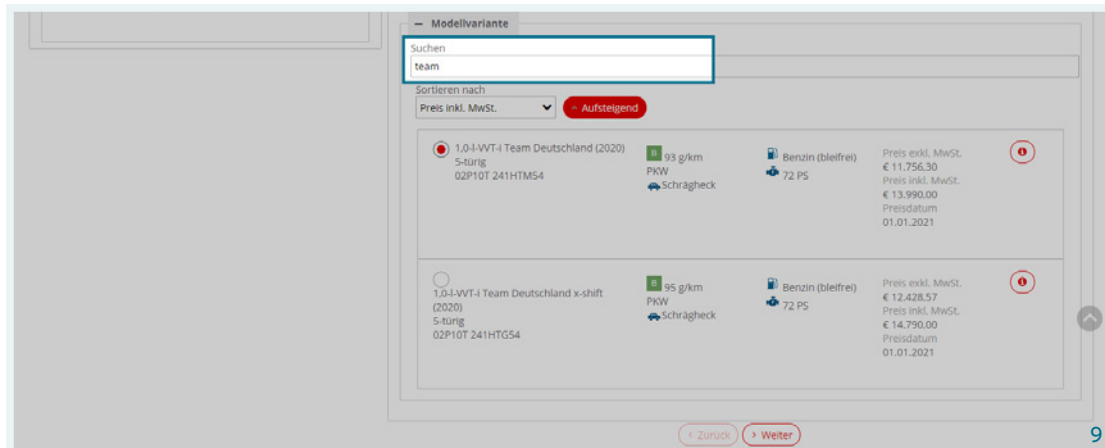 Modellvariante
Suchen
team
Sortieren nach
Preis inkl. MwSt.
Aufsteigend
1,0-l-VVT-i Team Deutschland (2020)
5-türig
02P10T 241HTM54
B 93 g/km
PKW
Schrägheck
Benzin (bleifrei)
72 PS
Preis exkl. MwSt.
€ 11.756,30
Preis inkl. MwSt.
€ 13.990,00
Preisdatum
01.01.2021
1,0-l-VVT-i Team Deutschland x-shift
(2020)
5-türig
02P10T 241HTG54
B 95 g/km
PKW
Schrägheck
Benzin (bleifrei)
72 PS
Preis exkl. MwSt.
€ 12.428,57
Preis inkl. MwSt.
€ 14.790,00
Preisdatum
01.01.2021
Zurück
Weiter
9